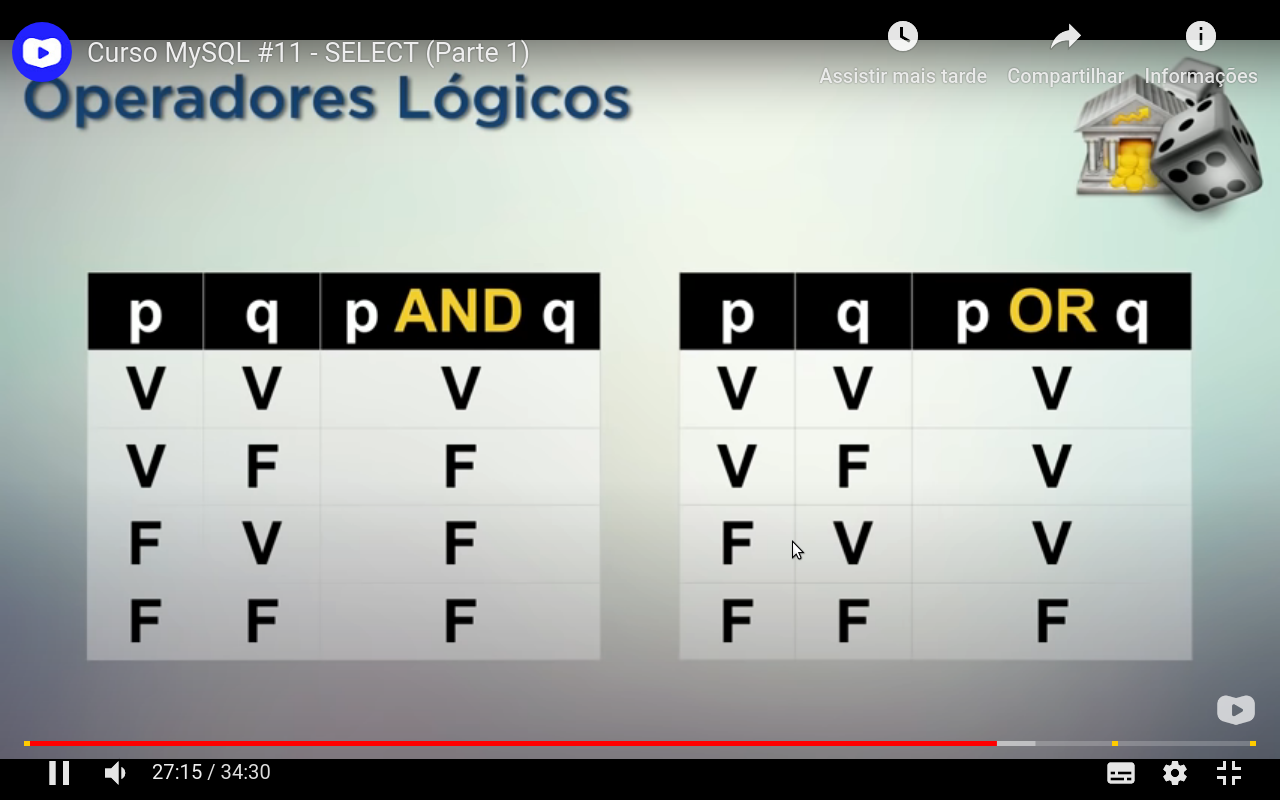 Curso MySQL #11 - SELECT (Parte 1)
Assistir mais tarde
Compartilhar
Informações
Operadores Lógicos
p q p AND q
V V V
V F F
F V F
F F F
p q p OR q
V V V
V F V
F V V
F F F
27:15 / 34:30